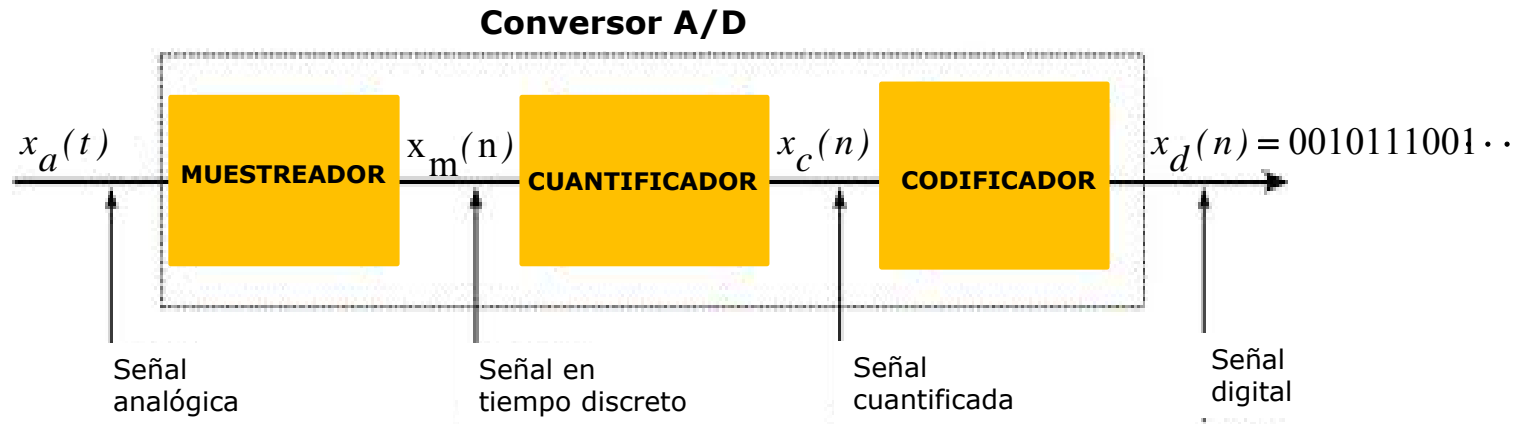 Conversor A/D
x_a(t)
MUESTREADOR
x_m(n)
CUANTIFICADOR
x_c(n)
CODIFICADOR
x_d(n) = 0010111001···
Señal
analógica
Señal en
tiempo discreto
Señal
cuantificada
Señal
digital